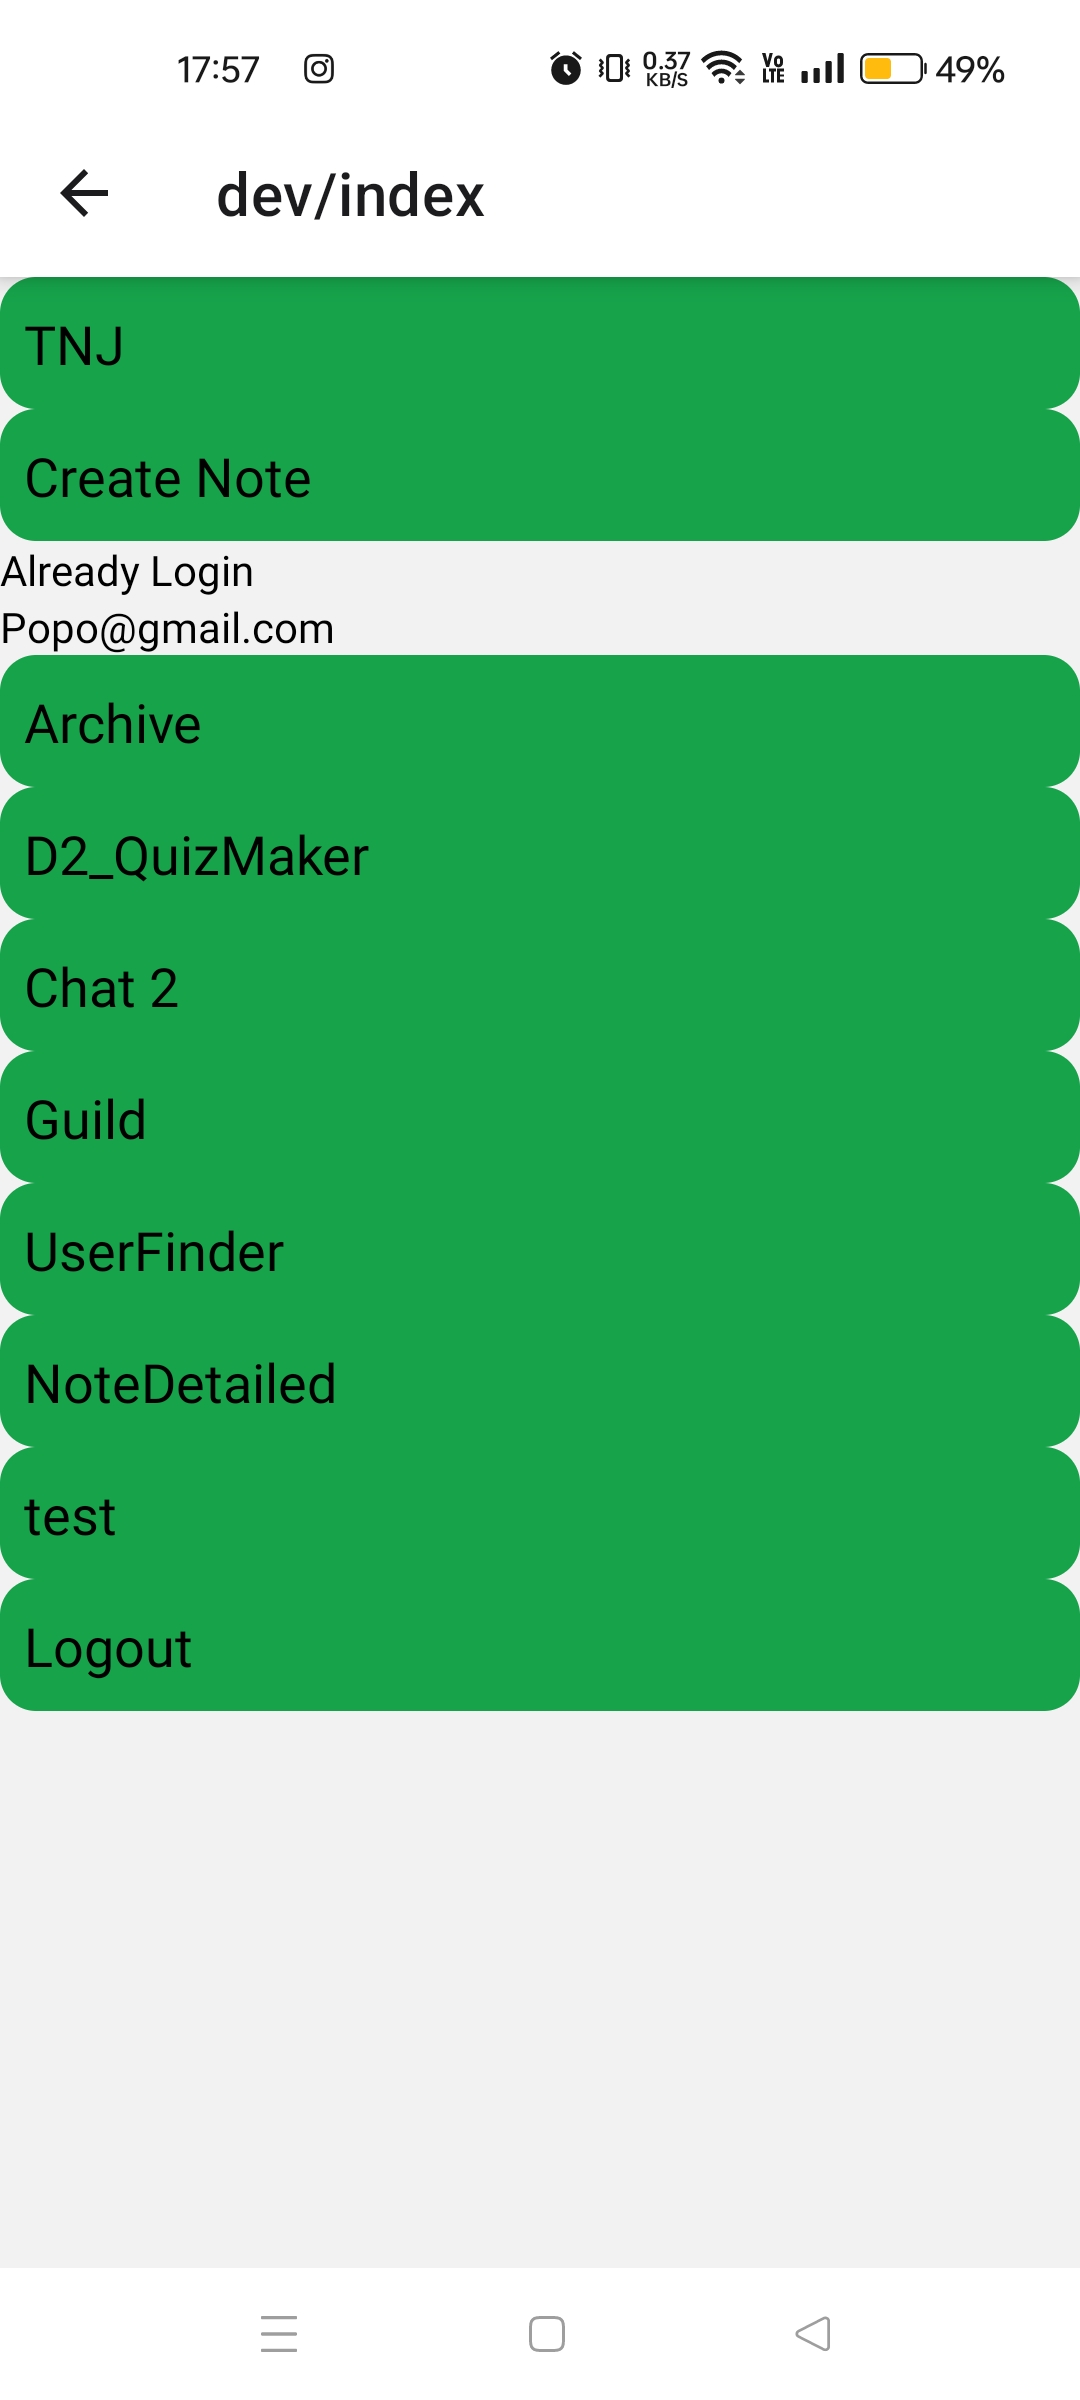 17:57 0.37 KB/S Vo LTE 49%
dev/index
TNJ
Create Note
Already Login
Popo@gmail.com
Archive
D2_QuizMaker
Chat 2
Guild
UserFinder
NoteDetailed
test
Logout